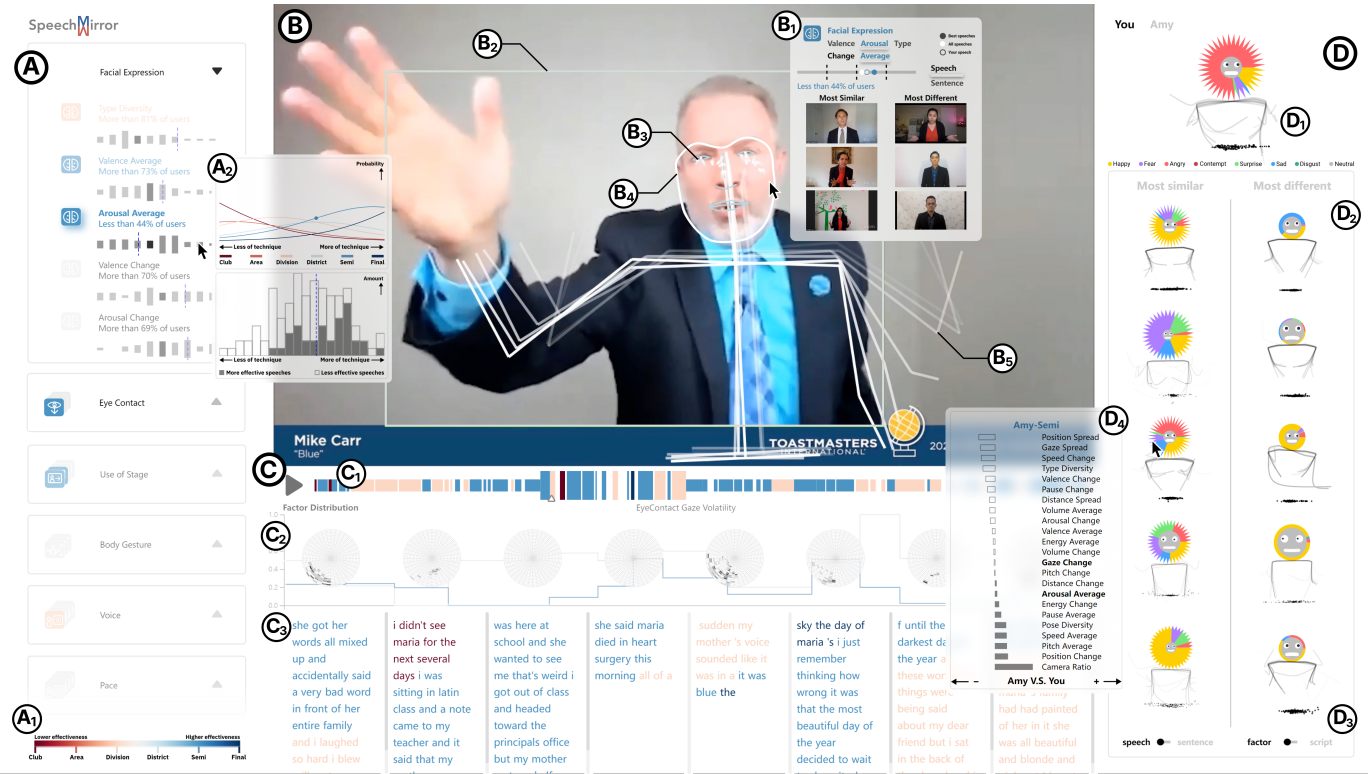 SpeechMirror
A
Facial Expression
Type Diversity
More than 81% of users
Valence Average
More than 73% of users
Arousal Average
Less than 44% of users
Valence Change
More than 70% of users
Arousal Change
More than 69% of users
Eye Contact
Use of Stage
Body Gesture
Voice
Pace
A1
Lower effectiveness
Higher effectiveness
Club Area Division District Semi Final
A2
Probability
Less of technique
More of technique
Club Area Division District Semi Final
Amount
Less of technique
More of technique
More effective speeches
Less effective speeches
B
B2
B3
B4
B5
B1
Facial Expression
Valence Arousal Type
Change Average
Best speeches
All speeches
Your speech
Less than 44% of users
Speech
Sentence
Most Similar
Most Different
Mike Carr
"Blue"
TOASTMASTERS
INTERNATIONAL
202
C
C1
Factor Distribution
EyeContact Gaze Volatility
C2
1.0
0.4
0.2
0.0
C3
she got her
words all mixed
up and
accidentally said
a very bad word
in front of her
entire family
and i laughed
so hard i blew
i didn't see
maria for the
next several
days i was
sitting in latin
class and a note
came to my
teacher and it
said that my
was here at
school and she
wanted to see
me that's weird i
got out of class
and headed
toward the
principals office
but my mother
she said maria
died in heart
surgery this
morning all of a
sudden my
mother 's voice
sounded like it
was in a it was
blue the
sky the day of
maria 's i just
remember
thinking how
wrong it was
that the most
beautiful day of
the year
decided to wait
f until the
darkest da
the year a
these wor
things were
being said
about my dear
friend but i sat
in the back of
maria's family
had had painted
of her in it she
was all beautiful
and blonde and
D4
Amy-Semi
Position Spread
Gaze Spread
Speed Change
Type Diversity
Valence Change
Pause Change
Distance Spread
Volume Average
Arousal Change
Valence Average
Energy Average
Volume Change
Gaze Change
Pitch Change
Distance Change
Arousal Average
Energy Change
Pause Average
Pose Diversity
Speed Average
Pitch Average
Position Change
Camera Ratio
- Amy V.S. You +
You Amy
D
D1
Happy Fear Angry Contempt Surprise Sad Disgust Neutral
Most similar
Most different
D2
D3
speech sentence
factor script